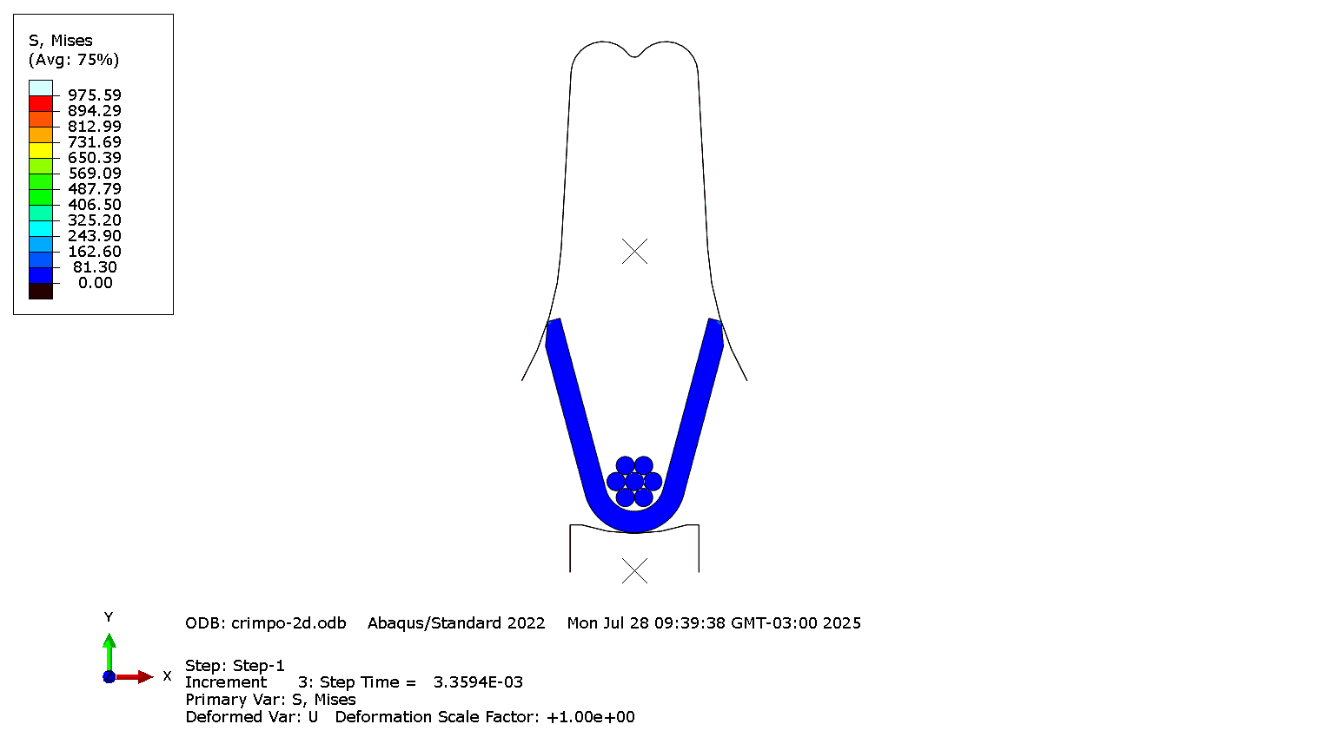 S, Mises
(Avg: 75%)
975.59
894.29
812.99
731.69
650.39
569.09
487.79
406.50
325.20
243.90
162.60
81.30
0.00
Y
X
ODB: crimpo-2d.odb    Abaqus/Standard 2022    Mon Jul 28 09:39:38 GMT-03:00 2025
Step: Step-1
Increment      3: Step Time =    3.3594E-03
Primary Var: S, Mises
Deformed Var: U   Deformation Scale Factor: +1.00e+00